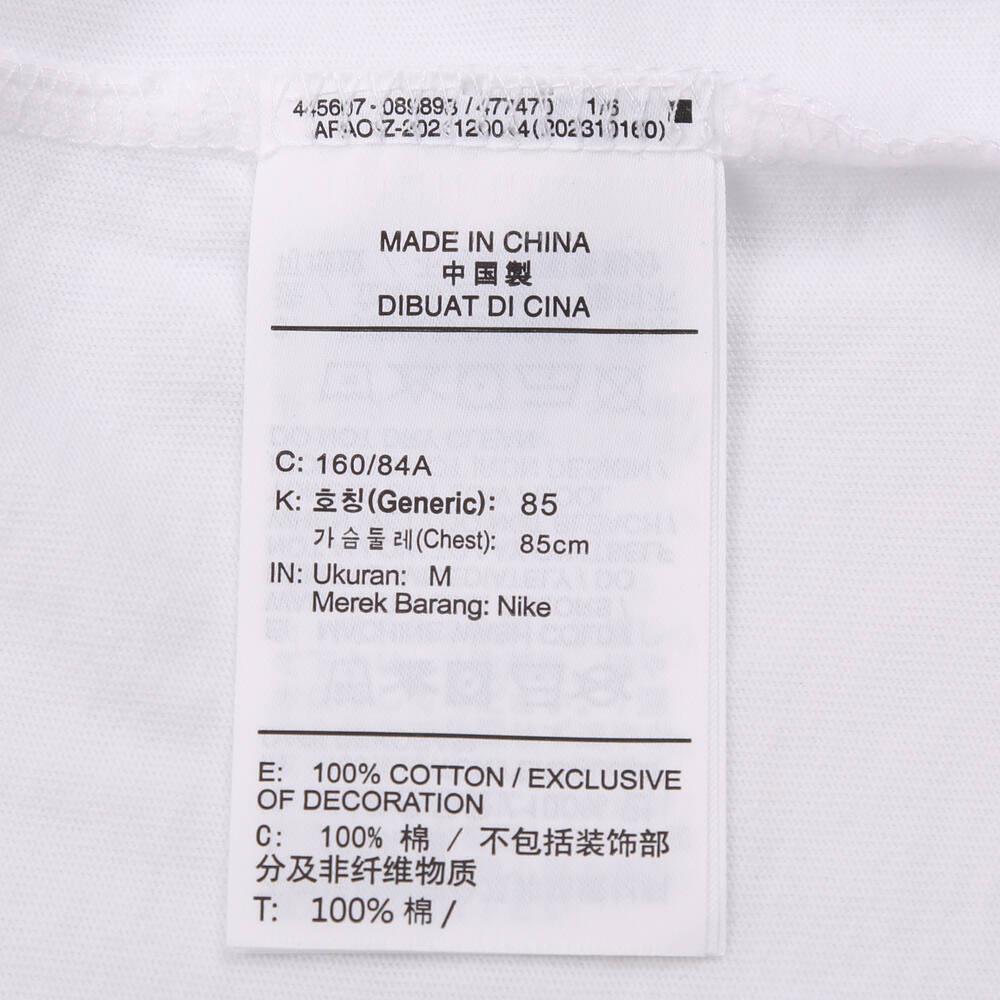 MADE IN CHINA
中国製
DIBUAT DI CINA
C: 160/84A
K: 호칭(Generic): 85
가슴둘레(Chest): 85cm
IN: Ukuran: M
Merek Barang: Nike
E: 100% COTTON / EXCLUSIVE
OF DECORATION
C: 100% 棉 / 不包括装饰部
分及非纤维物质
T: 100% 棉 /